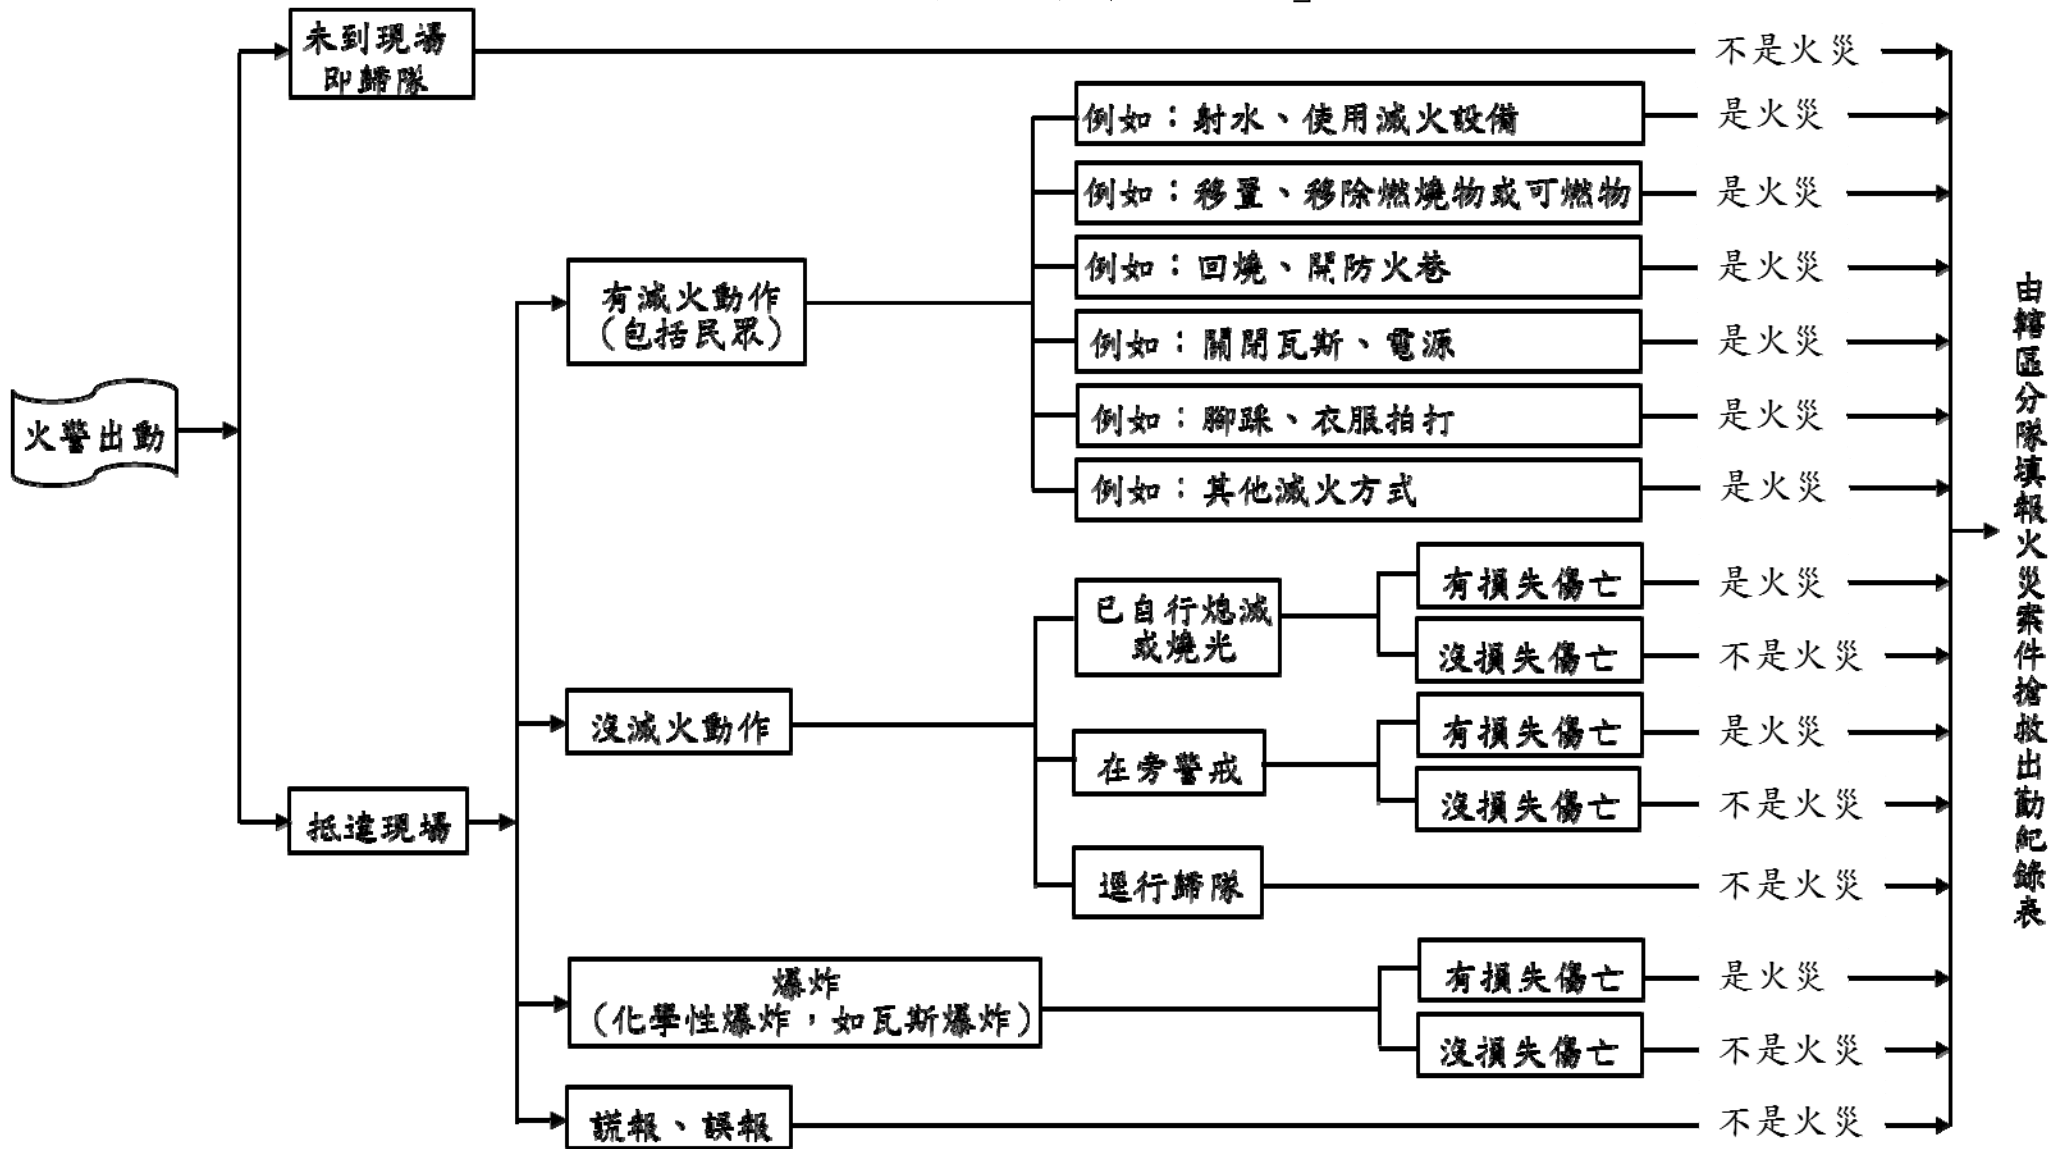 火警出動
未到現場
即歸隊
不是火災
抵達現場
有滅火動作
(包括民眾)
例如：射水、使用滅火設備
是火災
例如：移置、移除燃燒物或可燃物
是火災
例如：回燒、開防火巷
是火災
例如：關閉瓦斯、電源
是火災
例如：腳踩、衣服拍打
是火災
例如：其他滅火方式
是火災
沒滅火動作
已自行熄滅
或燒光
有損失傷亡
是火災
沒損失傷亡
不是火災
在旁警戒
有損失傷亡
是火災
沒損失傷亡
不是火災
逕行歸隊
不是火災
爆炸
(化學性爆炸，如瓦斯爆炸)
有損失傷亡
是火災
沒損失傷亡
不是火災
謊報、誤報
不是火災
由轄區分隊填報火災案件搶救出勤紀錄表